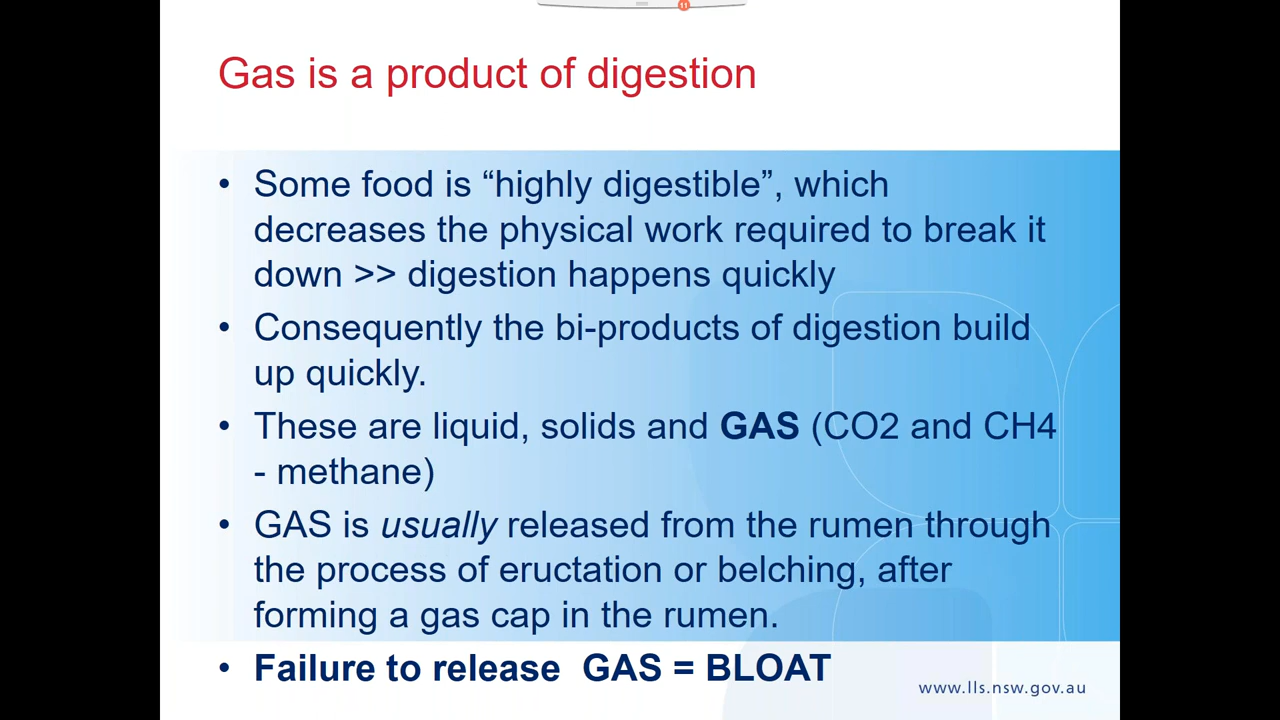 11
Gas is a product of digestion
• Some food is “highly digestible”, which
decreases the physical work required to break it
down >> digestion happens quickly
• Consequently the bi-products of digestion build
up quickly.
• These are liquid, solids and GAS (CO2 and CH4
- methane)
• GAS is usually released from the rumen through
the process of eructation or belching, after
forming a gas cap in the rumen.
• Failure to release  GAS = BLOAT
www.lls.nsw.gov.au